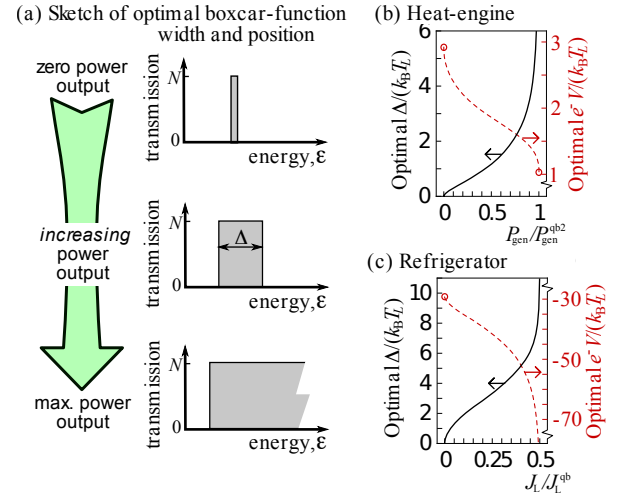 (a) Sketch of optimal boxcar-function
width and position
zero power
output
increasing
power
output
max. power
output
transmission
N
0
energy, ε
transmission
N
0
Δ
energy, ε
transmission
N
0
energy, ε
(b) Heat-engine
Optimal Δ/(k_BT_L)
6
4
2
0
0
0.5
1
P_gen/P_gen^qb2
3
2
1
Optimal e⁻V/(k_BT_L)
(c) Refrigerator
Optimal Δ/(k_BT_L)
10
8
6
4
2
0
0
0.25
0.5
J_L/J_L^qb
-30
-50
-70
Optimal e⁻V/(k_BT_L)